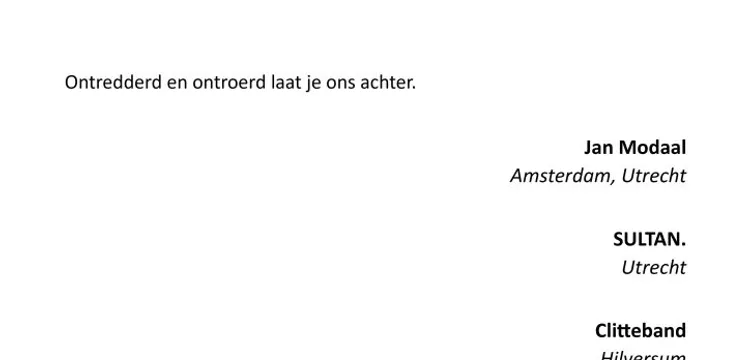 Ontredderd en ontroerd laat je ons achter.
Jan Modaal
Amsterdam, Utrecht
SULTAN.
Utrecht
Clitteband
Hilversum